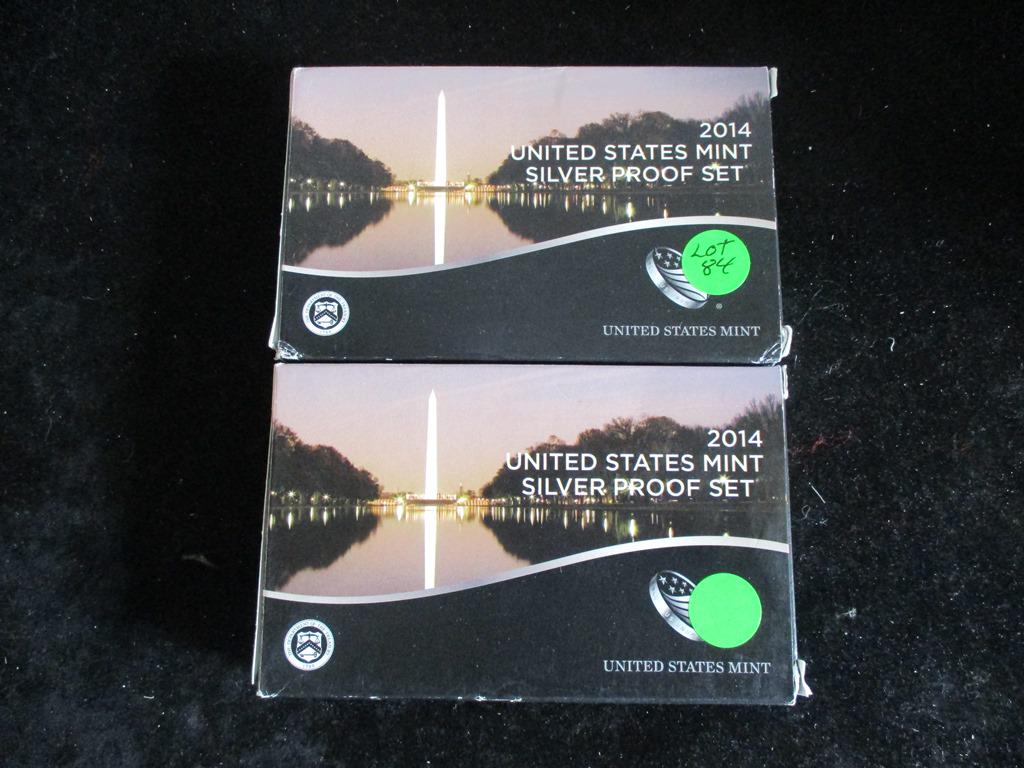 2014
UNITED STATES MINT
SILVER PROOF SET
LOT
84
UNITED STATES MINT
2014
UNITED STATES MINT
SILVER PROOF SET
UNITED STATES MINT